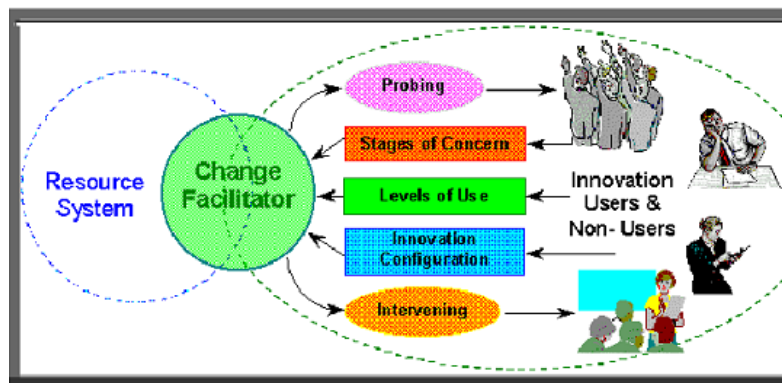 Probing
Stages of Concern
Resource
System
Change
Facilitator
Levels of Use
Innovation
Users &
Non- Users
Innovation
Configuration
Intervening